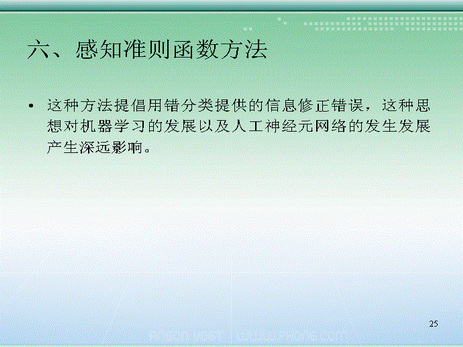 六、感知准则函数方法
• 这种方法提倡用错分类提供的信息修正错误，这种思
想对机器学习的发展以及人工神经元网络的发生发展
产生深远影响。
25